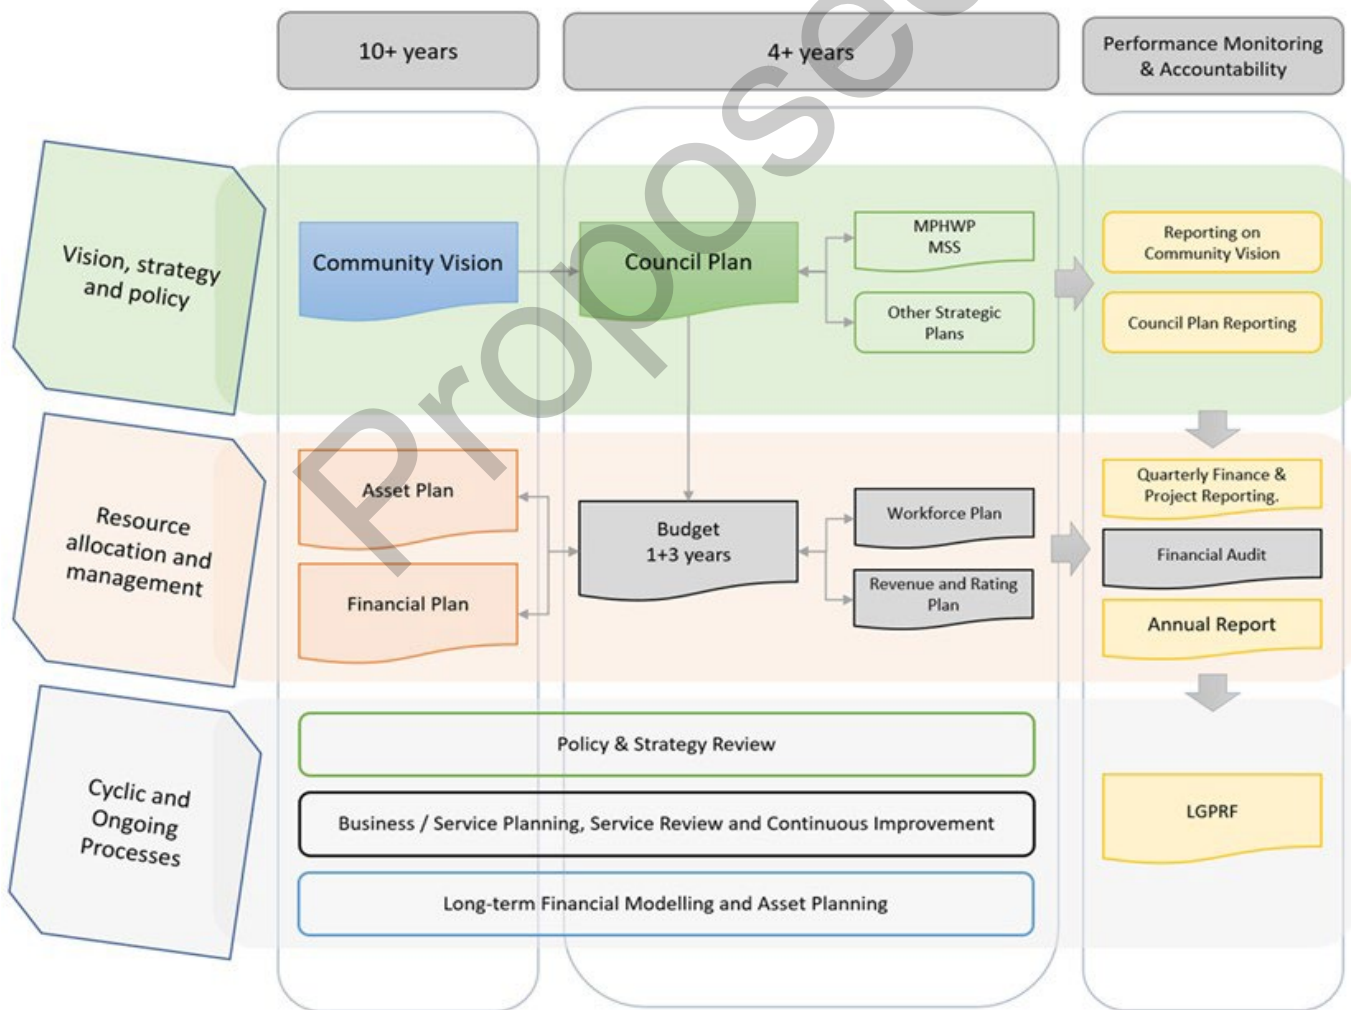 10+ years
4+ years
Performance Monitoring
& Accountability
Vision, strategy
and policy
Community Vision
Council Plan
MPHWP
MSS
Other Strategic
Plans
Reporting on
Community Vision
Council Plan Reporting
Resource
allocation and
management
Asset Plan
Financial Plan
Budget
1+3 years
Workforce Plan
Revenue and Rating
Plan
Quarterly Finance &
Project Reporting.
Financial Audit
Annual Report
Cyclic and
Ongoing
Processes
Policy & Strategy Review
Business / Service Planning, Service Review and Continuous Improvement
Long-term Financial Modelling and Asset Planning
LGPRF
Propose